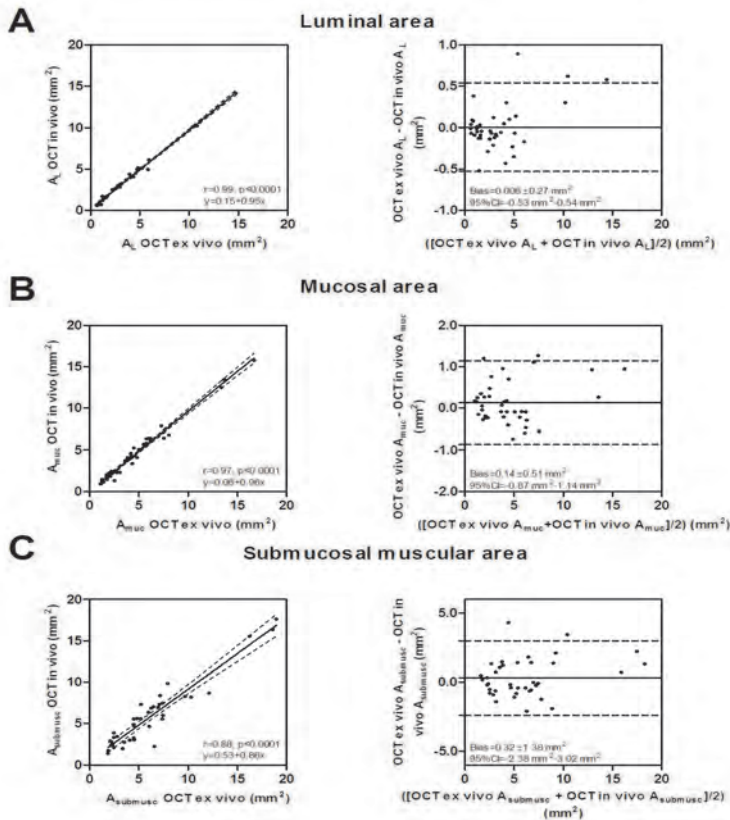 A
Luminal area
20
15
10
5
0
0 5 10 15 20
A_L OCT in vivo (mm²)
A_L OCT ex vivo (mm²)
r=0.99, p<0.0001
y=0.15+0.95x
1.0
0.5
0
-0.5
-1.0
0 5 10 15 20
OCT ex vivo A_L - OCT in vivo A_L
(mm²)
Bias=0.006±0.27 mm²
95%CI=-0.53 mm²-0.54 mm²
([OCT ex vivo A_L + OCT in vivo A_L]/2) (mm²)
B
Mucosal area
20
15
10
5
0
0 5 10 15 20
A_muc OCT in vivo (mm²)
A_muc OCT ex vivo (mm²)
r=0.97, p<0.0001
y=0.06+0.96x
2.0
1.0
0.0
-1.0
-2.0
0 5 10 15 20
OCT ex vivo A_muc - OCT in vivo A_muc
(mm²)
Bias=0.14±0.51 mm²
95%CI=-0.87 mm²-1.14 mm²
([OCT ex vivo A_muc+OCT in vivo A_muc]/2) (mm²)
C
Submucosal muscular area
20
15
10
5
0
0 5 10 15 20
A_submusc OCT in vivo (mm²)
A_submusc OCT ex vivo (mm²)
r=0.88, p<0.0001
y=0.53+0.86x
5.0
0.0
-5.0
0 5 10 15 20
OCT ex vivo A_submusc - OCT in
vivo A_submusc (mm²)
Bias=0.32±1.38 mm²
95%CI=-2.38 mm²-3.02 mm²
([OCT ex vivo A_submusc + OCT in vivo A_submusc]/2)
(mm²)